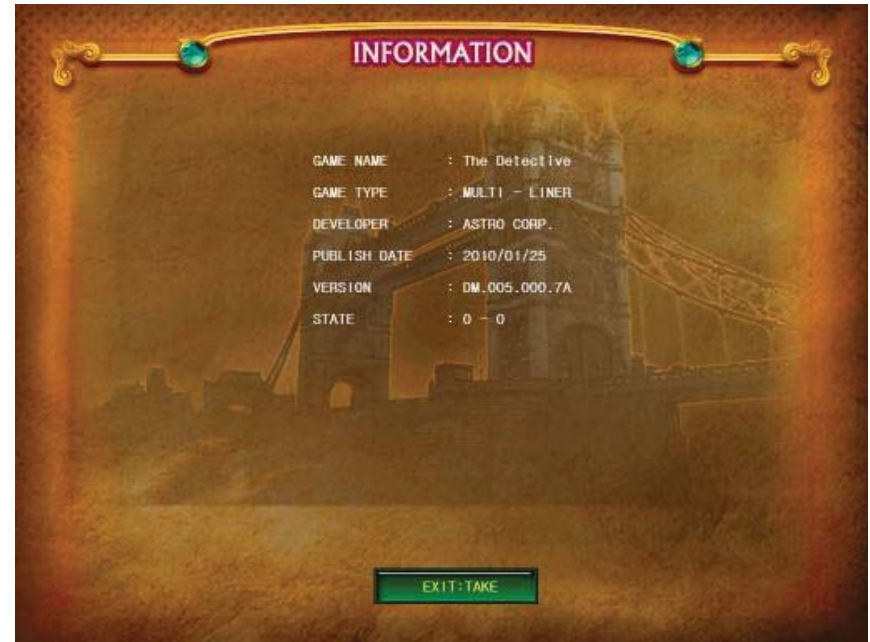 INFORMATION
GAME NAME : The Detective
GAME TYPE : MULTI - LINER
DEVELOPER : ASTRO CORP.
PUBLISH DATE : 2010/01/25
VERSION : DM.005.000.7A
STATE : 0 - 0
EXIT:TAKE